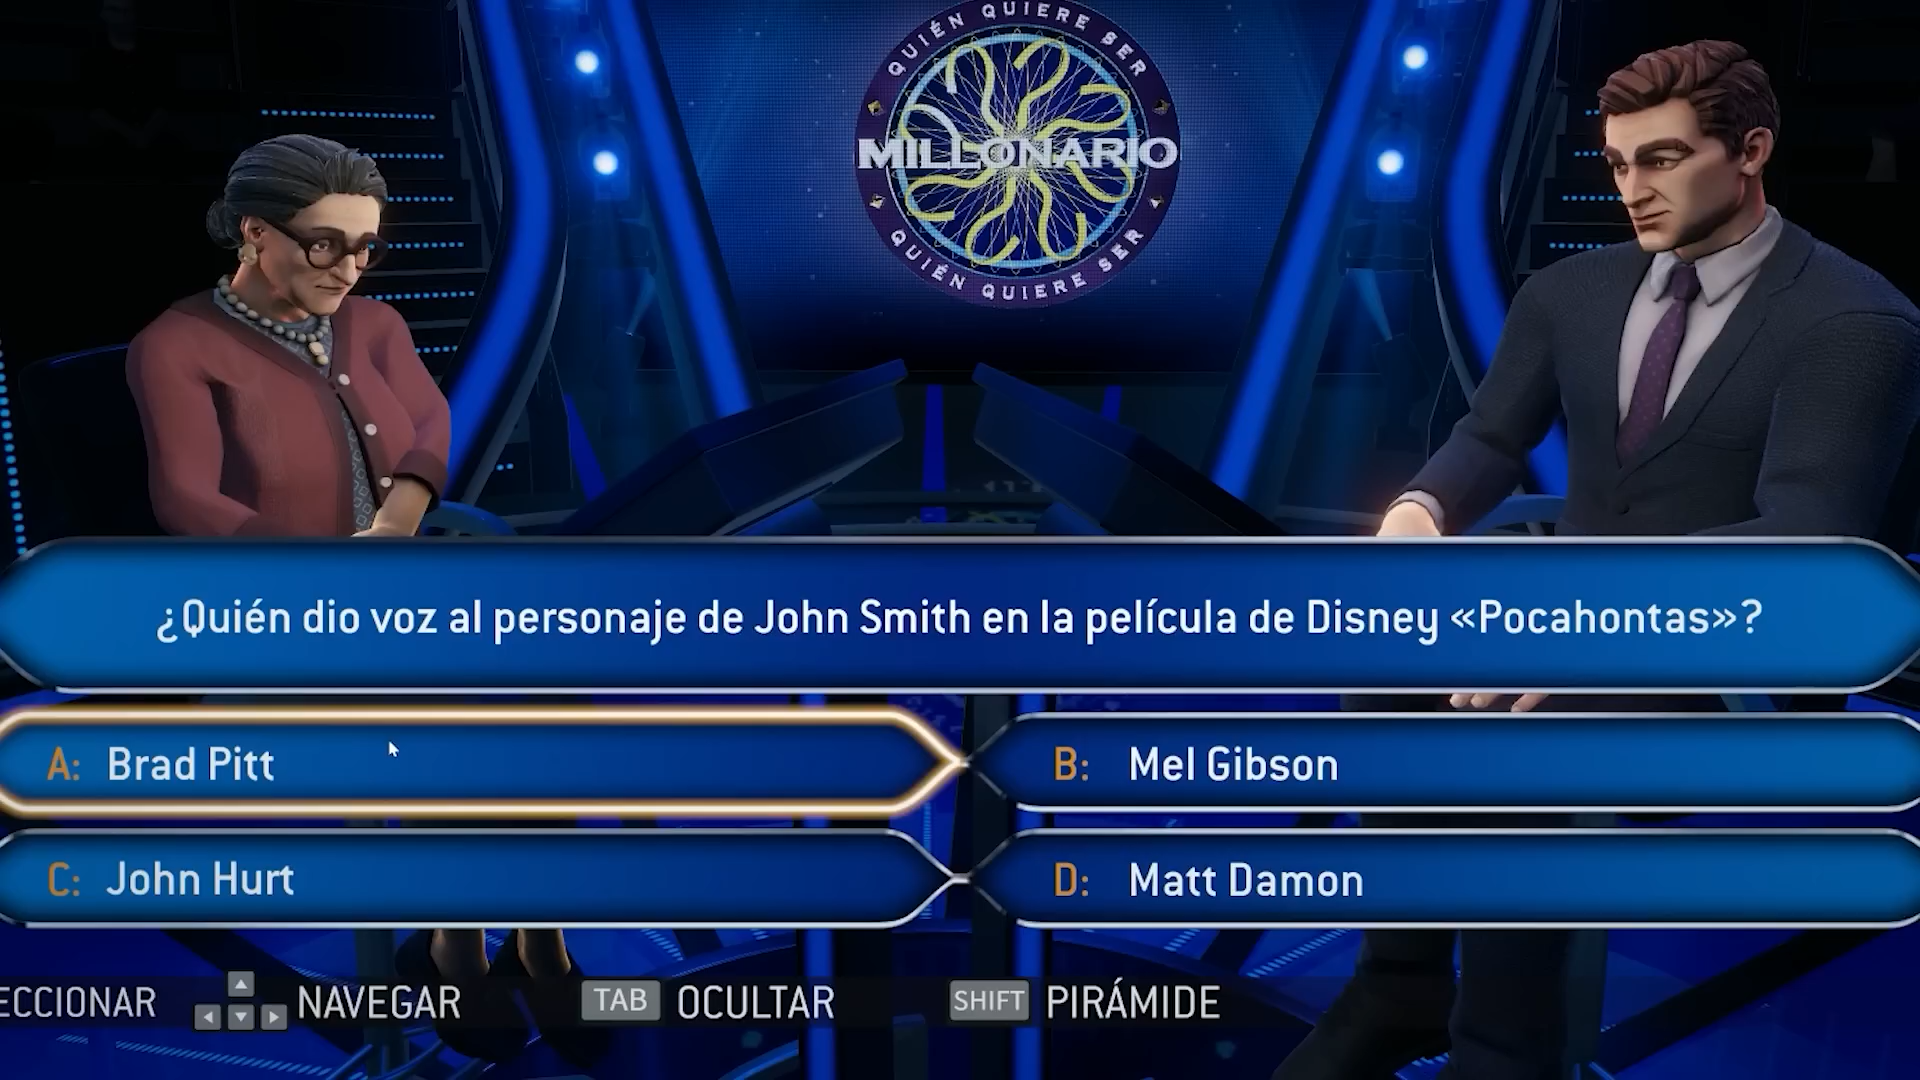 QUIÉN QUIERE SER
MILLONARIO
QUIÉN QUIERE SER
¿Quién dio voz al personaje de John Smith en la película de Disney «Pocahontas»?
A: Brad Pitt
B: Mel Gibson
C: John Hurt
D: Matt Damon
ECCIONAR
NAVEGAR
TAB OCULTAR
SHIFT PIRÁMIDE